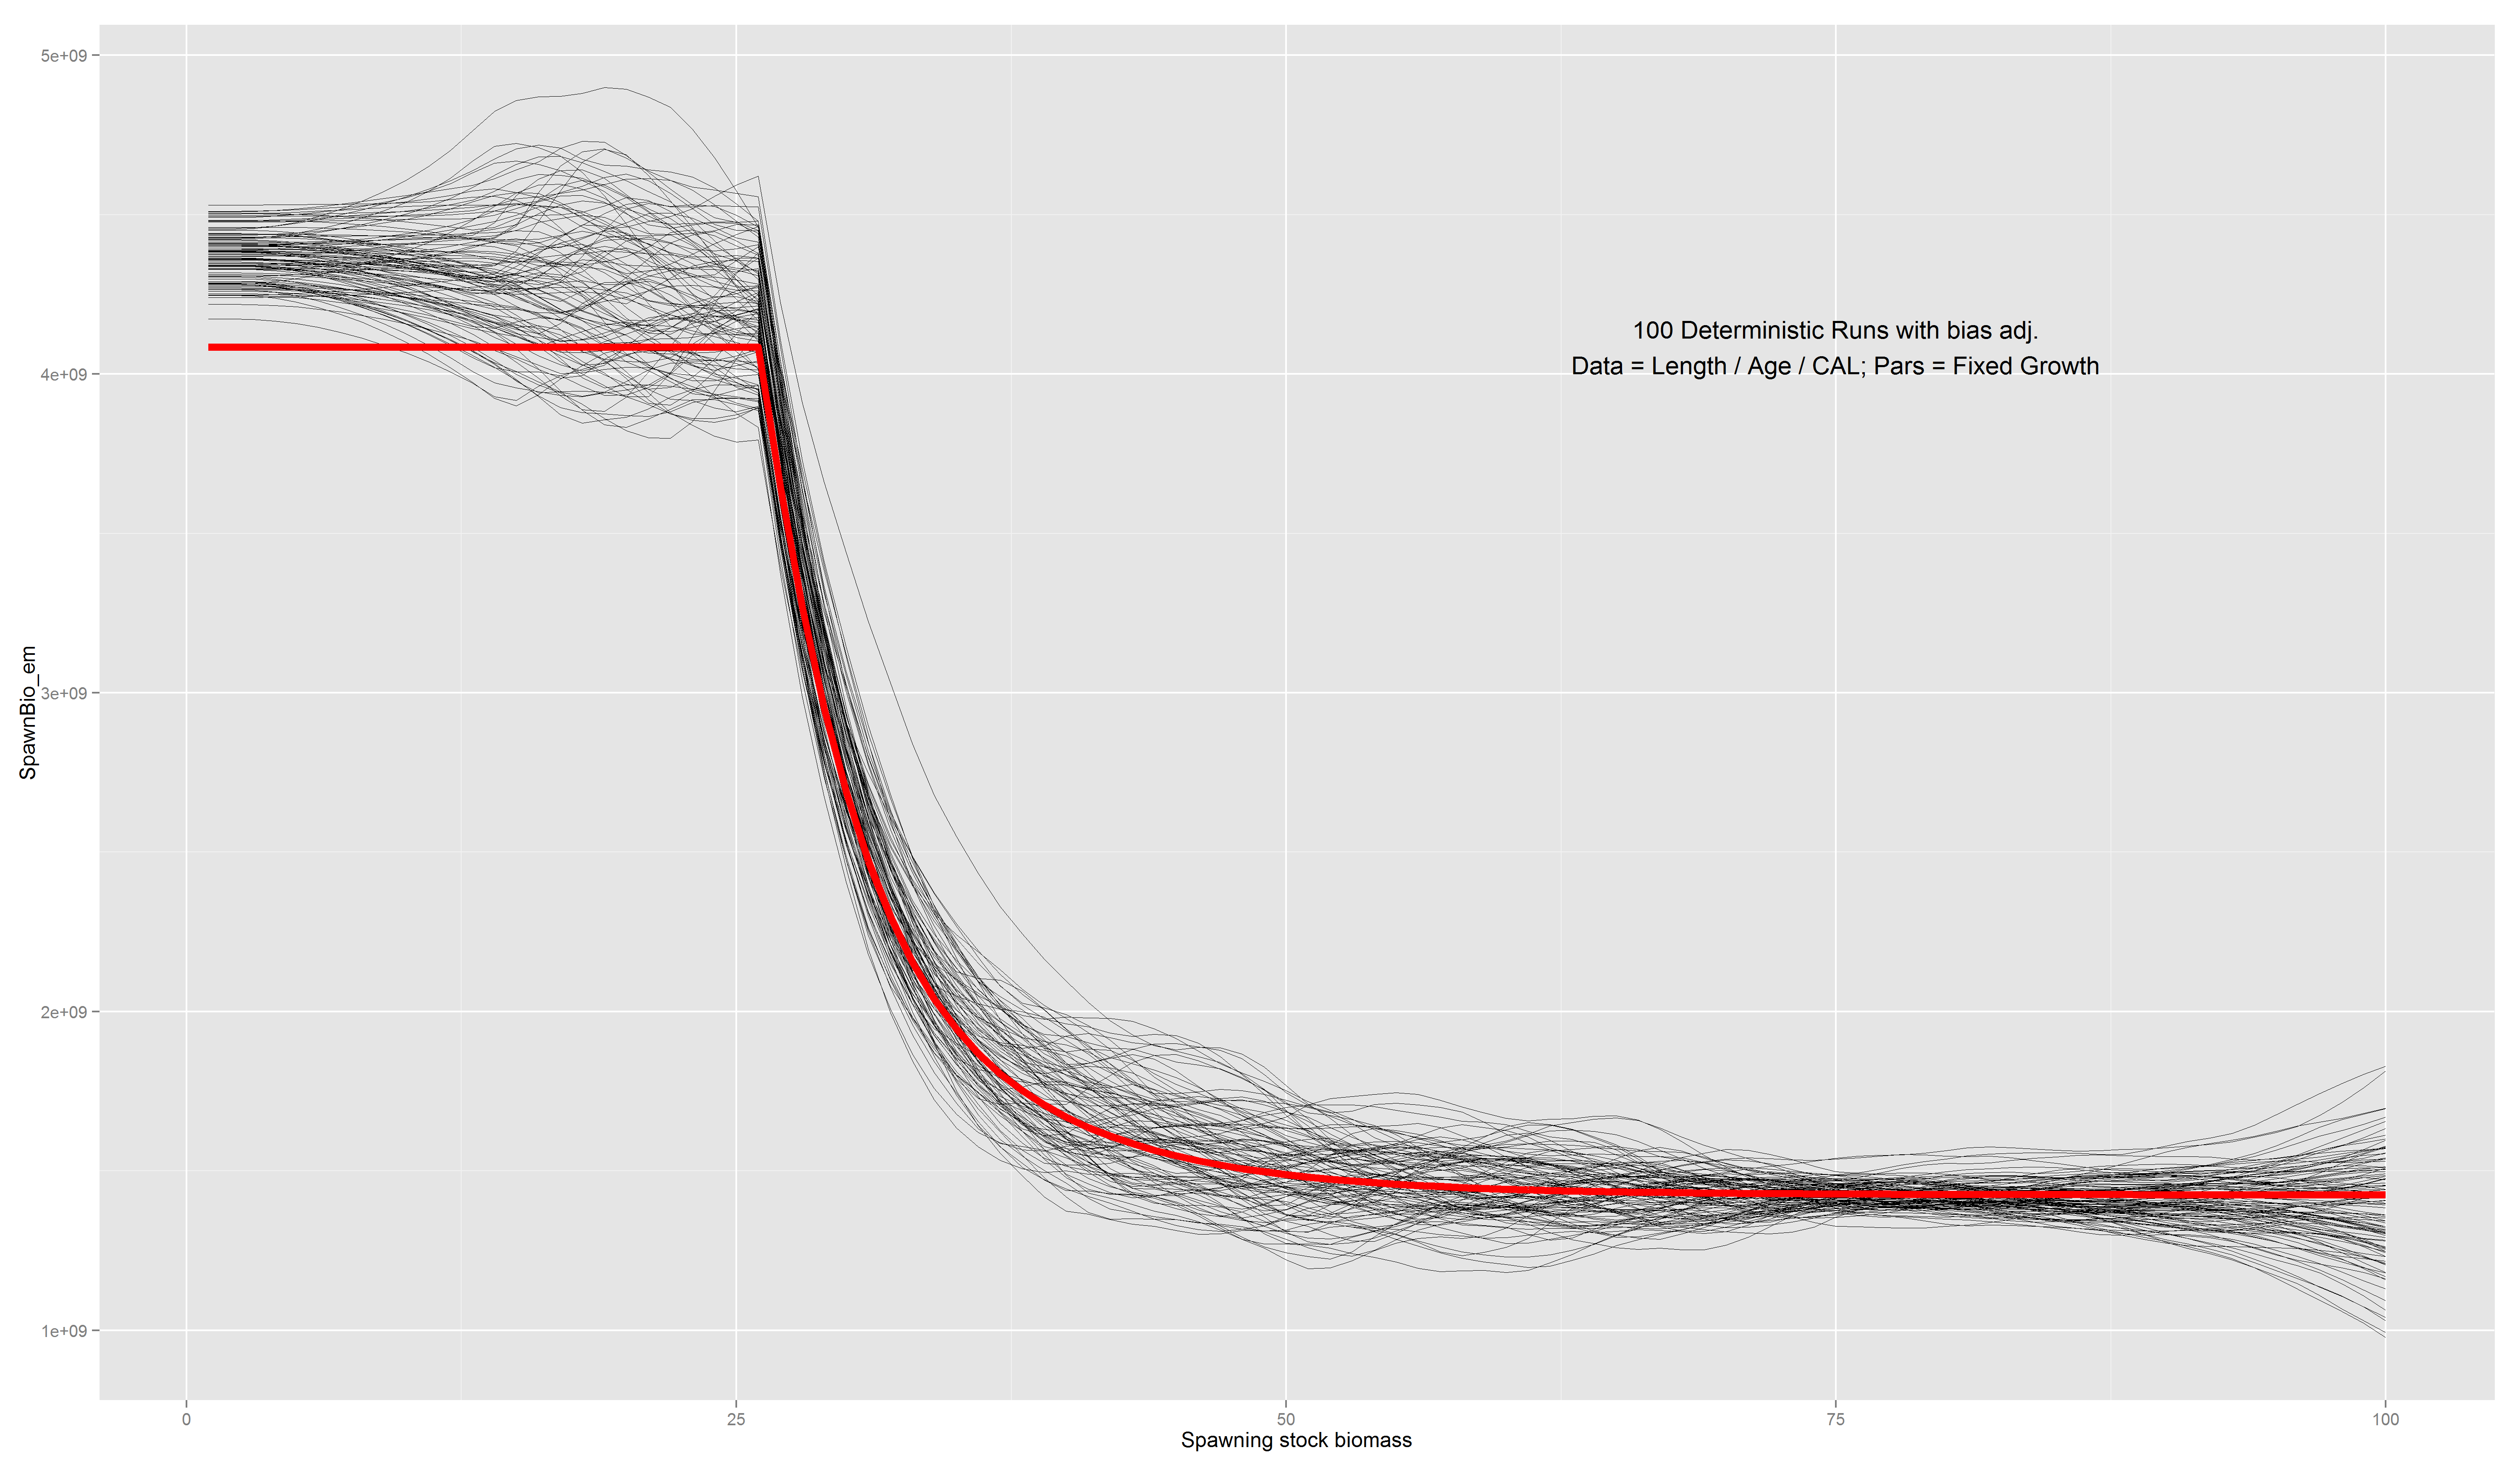 5e+09
4e+09
3e+09
2e+09
1e+09
SpawnBio_em
100 Deterministic Runs with bias adj.
Data = Length / Age / CAL; Pars = Fixed Growth
0
25
50
75
100
Spawning stock biomass